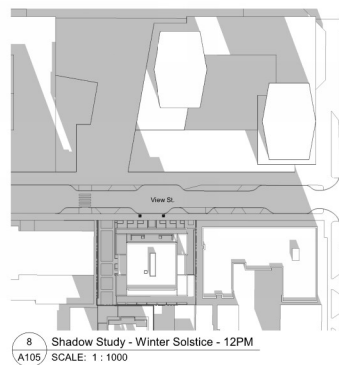 View St.
8 Shadow Study - Winter Solstice - 12PM
A105 SCALE: 1 : 1000